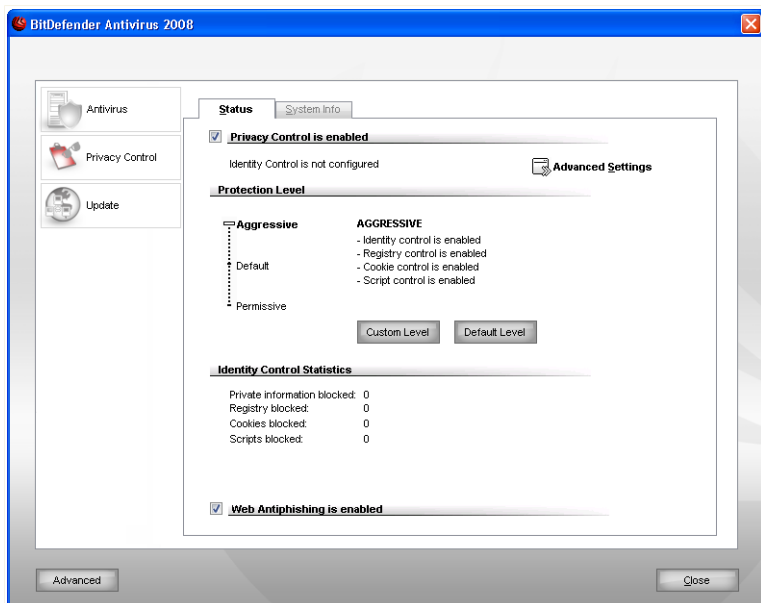 BitDefender Antivirus 2008
Antivirus
Privacy Control
Update
Status
System Info
Privacy Control is enabled
Identity Control is not configured
Advanced Settings
Protection Level
Aggressive
Default
Permissive
AGGRESSIVE
- Identity control is enabled
- Registry control is enabled
- Cookie control is enabled
- Script control is enabled
Custom Level
Default Level
Identity Control Statistics
Private information blocked: 0
Registry blocked: 0
Cookies blocked: 0
Scripts blocked: 0
Web Antiphishing is enabled
Advanced
Close